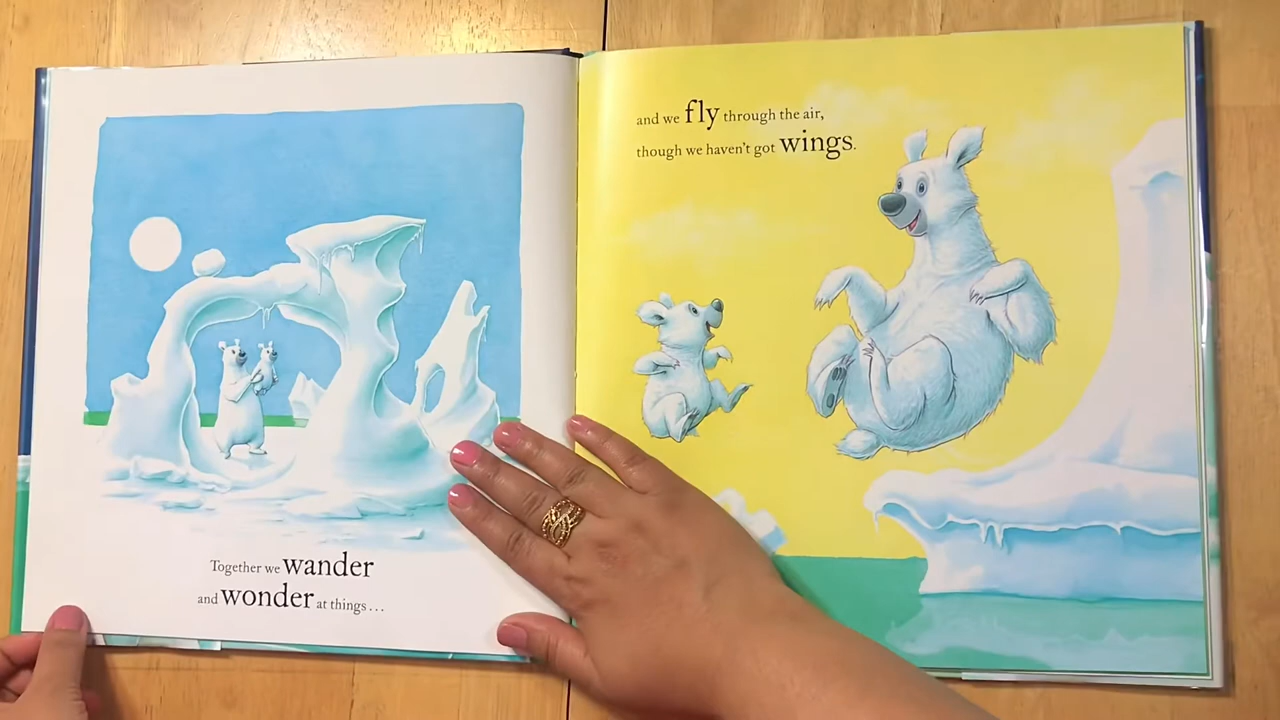 Together we wander
and wonder at things...
and we fly through the air,
though we haven't got wings.